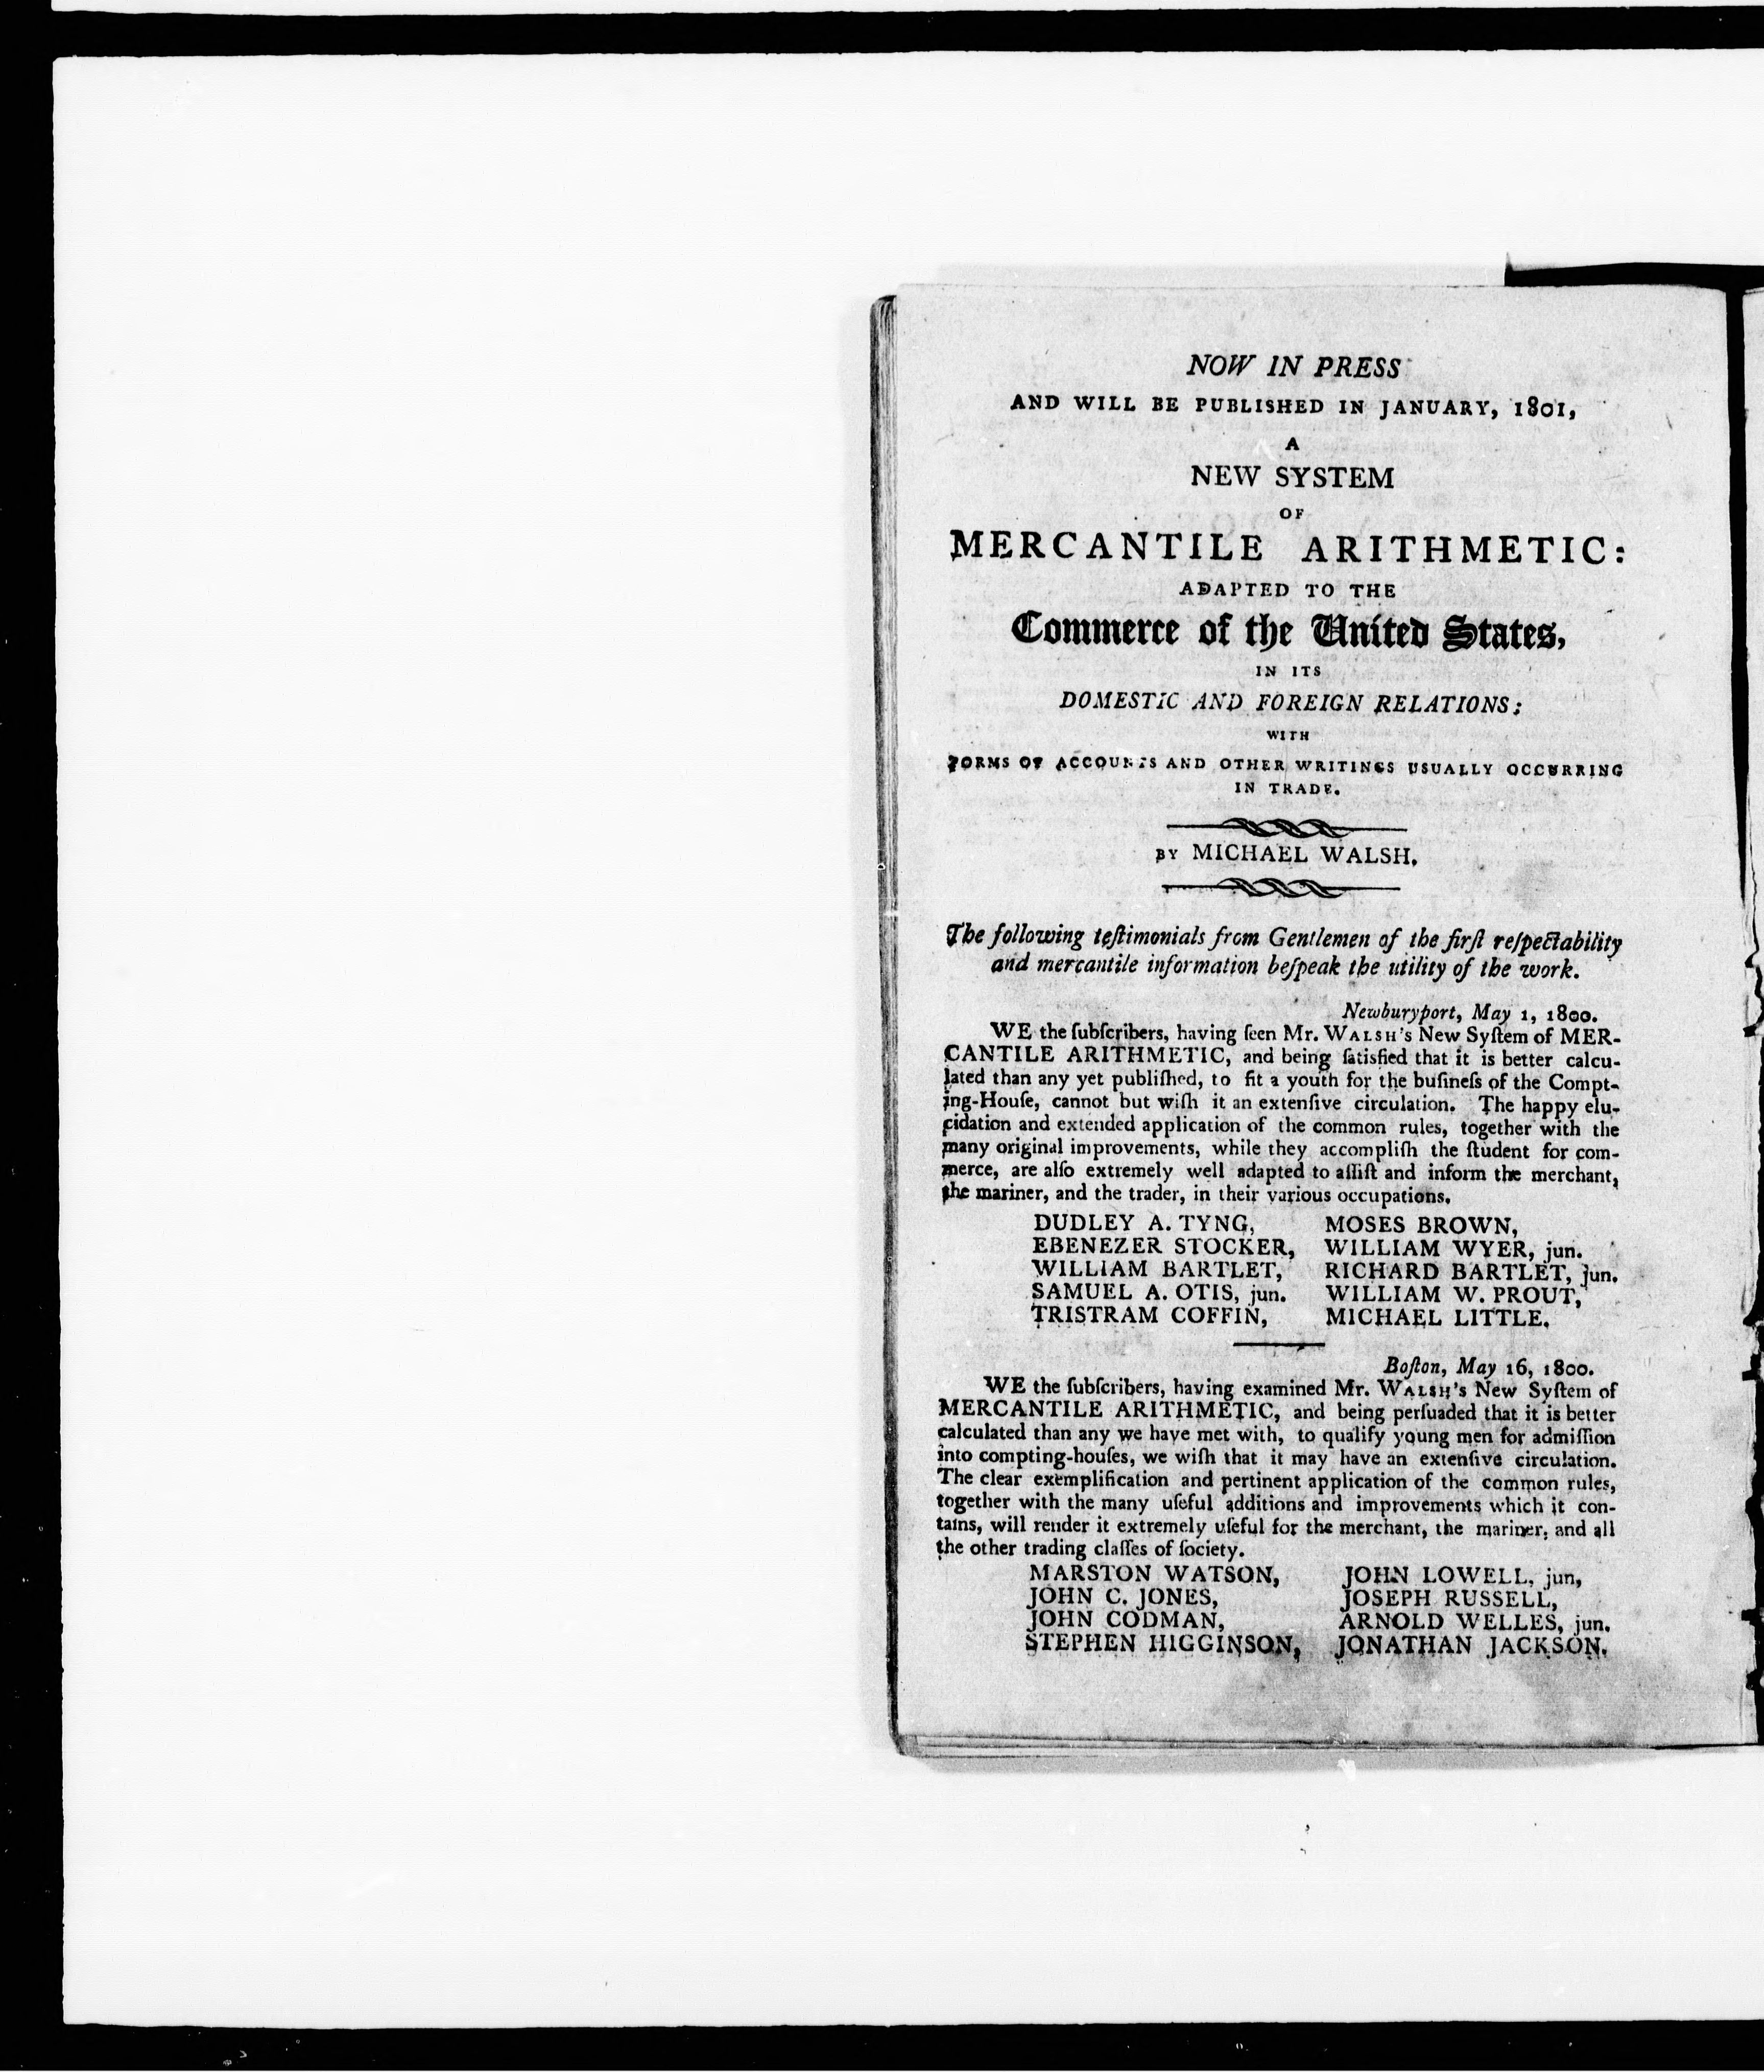 NOW IN PRESS
AND WILL BE PUBLISHED IN JANUARY, 1801,
A
NEW SYSTEM
OF
MERCANTILE ARITHMETIC:
ADAPTED TO THE
Commerce of the United States,
IN ITS
DOMESTIC AND FOREIGN RELATIONS;
WITH
FORMS OF ACCOUNTS AND OTHER WRITINGS USUALLY OCCURRING
IN TRADE.
BY MICHAEL WALSH.
The following teſtimonials from Gentlemen of the firſt reſpectability
and mercantile information beſpeak the utility of the work.
Newburyport, May 1, 1800.
WE the ſubſcribers, having ſeen Mr. WALSH's New Syſtem of MER-
CANTILE ARITHMETIC, and being ſatisfied that it is better calcu-
lated than any yet publiſhed, to fit a youth for the buſineſs of the Compt-
ing-Houſe, cannot but wiſh it an extenſive circulation. The happy elu-
cidation and extended application of the common rules, together with the
many original improvements, while they accompliſh the ſtudent for com-
merce, are alſo extremely well adapted to aſſiſt and inform the merchant,
the mariner, and the trader, in their various occupations.
DUDLEY A. TYNG, MOSES BROWN,
EBENEZER STOCKER, WILLIAM WYER, jun.
WILLIAM BARTLET, RICHARD BARTLET, jun.
SAMUEL A. OTIS, jun. WILLIAM W. PROUT,
TRISTRAM COFFIN, MICHAEL LITTLE.
Boſton, May 16, 1800.
WE the ſubſcribers, having examined Mr. WALSH's New Syſtem of
MERCANTILE ARITHMETIC, and being perſuaded that it is better
calculated than any we have met with, to qualify young men for admiſſion
into compting-houſes, we wiſh that it may have an extenſive circulation.
The clear exemplification and pertinent application of the common rules,
together with the many uſeful additions and improvements which it con-
tains, will render it extremely uſeful for the merchant, the mariner, and all
the other trading claſſes of ſociety.
MARSTON WATSON, JOHN LOWELL, jun,
JOHN C. JONES, JOSEPH RUSSELL,
JOHN CODMAN, ARNOLD WELLES, jun.
STEPHEN HIGGINSON, JONATHAN JACKSON.